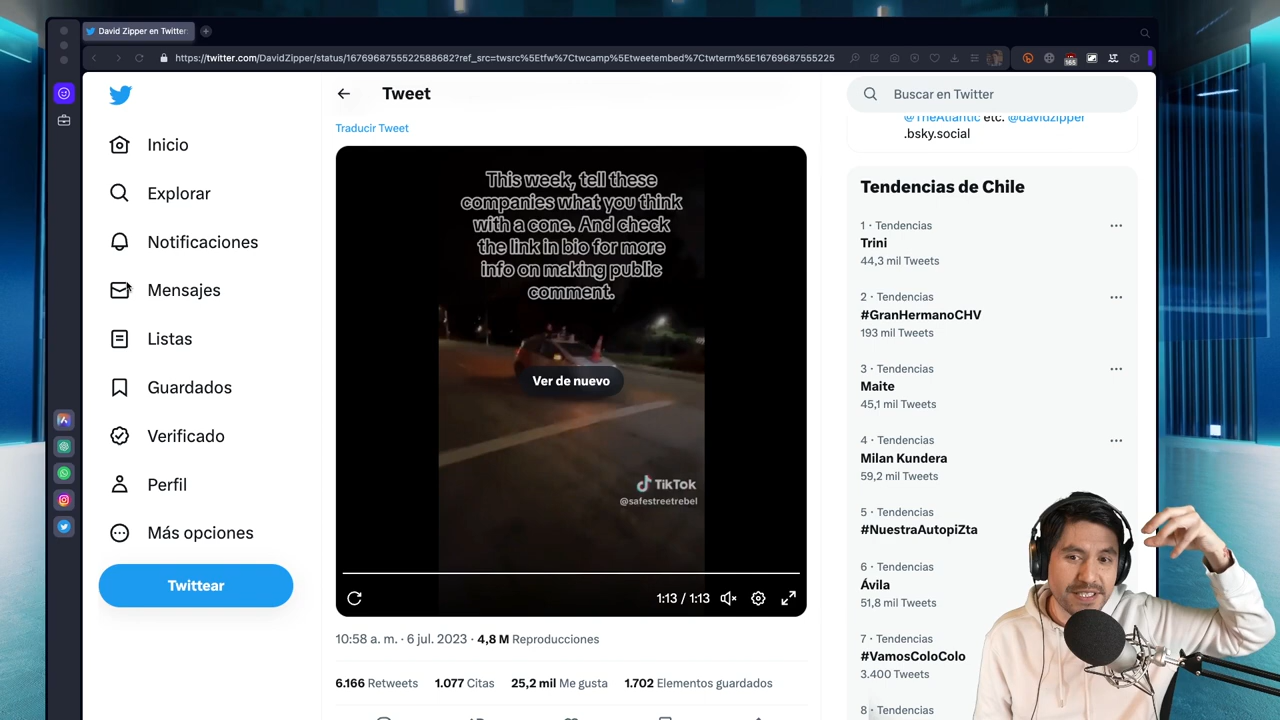 David Zipper en Twitter
https://twitter.com/DavidZipper/status/1676968755522588682?ref_src=twsrc%5Etfw%7Ctwcamp%5Etweetembed%7Ctwterm%5E16769687555225
165
Inicio
Explorar
Notificaciones
Mensajes
Listas
Guardados
Verificado
Perfil
Más opciones
Twittear
Tweet
Traducir Tweet
This week, tell these
companies what you think
with a cone. And check
the link in bio for more
info on making public
comment.
Ver de nuevo
TikTok
@safestreetrebel
1:13 / 1:13
10:58 a. m. · 6 jul. 2023 · 4,8 M Reproducciones
6.166 Retweets 1.077 Citas 25,2 mil Me gusta 1.702 Elementos guardados
Buscar en Twitter
@TheAtlantic etc. @davidzipper
.bsky.social
Tendencias de Chile
1 · Tendencias
Trini
44,3 mil Tweets
2 · Tendencias
#GranHermanoCHV
193 mil Tweets
3 · Tendencias
Maite
45,1 mil Tweets
4 · Tendencias
Milan Kundera
59,2 mil Tweets
5 · Tendencias
#NuestraAutopiZta
6 · Tendencias
Ávila
51,8 mil Tweets
7 · Tendencias
#VamosColoColo
3.400 Tweets
8 · Tendencias